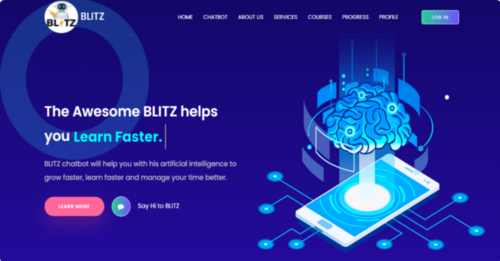 BLITZ
BLITZ
HOME
CHATBOT
ABOUT US
SERVICES
COURSES
PROGRESS
PROFILE
LOG IN
The Awesome BLITZ helps
you Learn Faster.
BLITZ chatbot will help you with his artificial intelligence to
grow faster, learn faster and manage your time better.
LEARN MORE
Say Hi to BLITZ